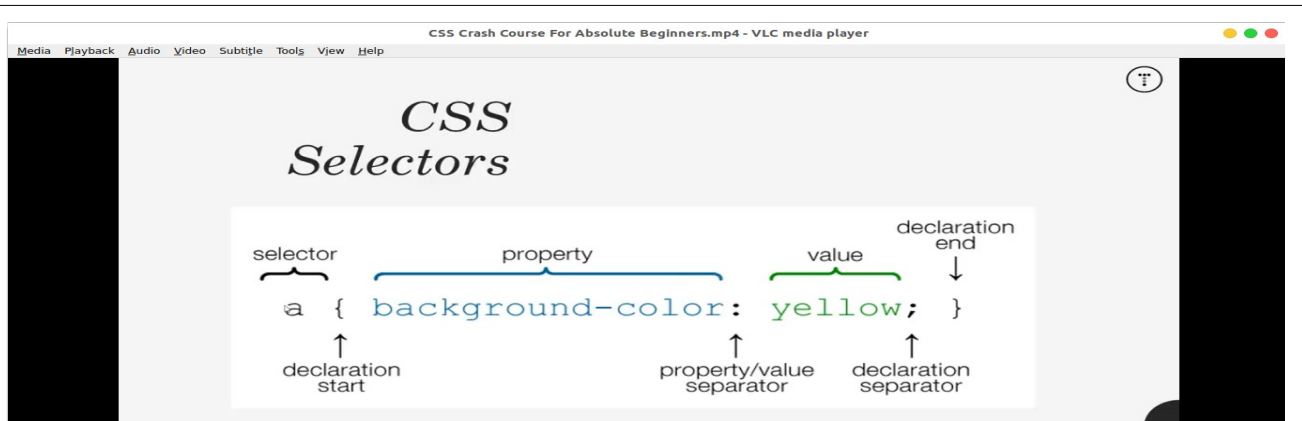 CSS Crash Course For Absolute Beginners.mp4 - VLC media player
Media Playback Audio Video Subtitle Tools View Help
T
CSS
Selectors
declaration
end
selector property value
a { background-color: yellow; }
declaration
start
property/value
separator
declaration
separator